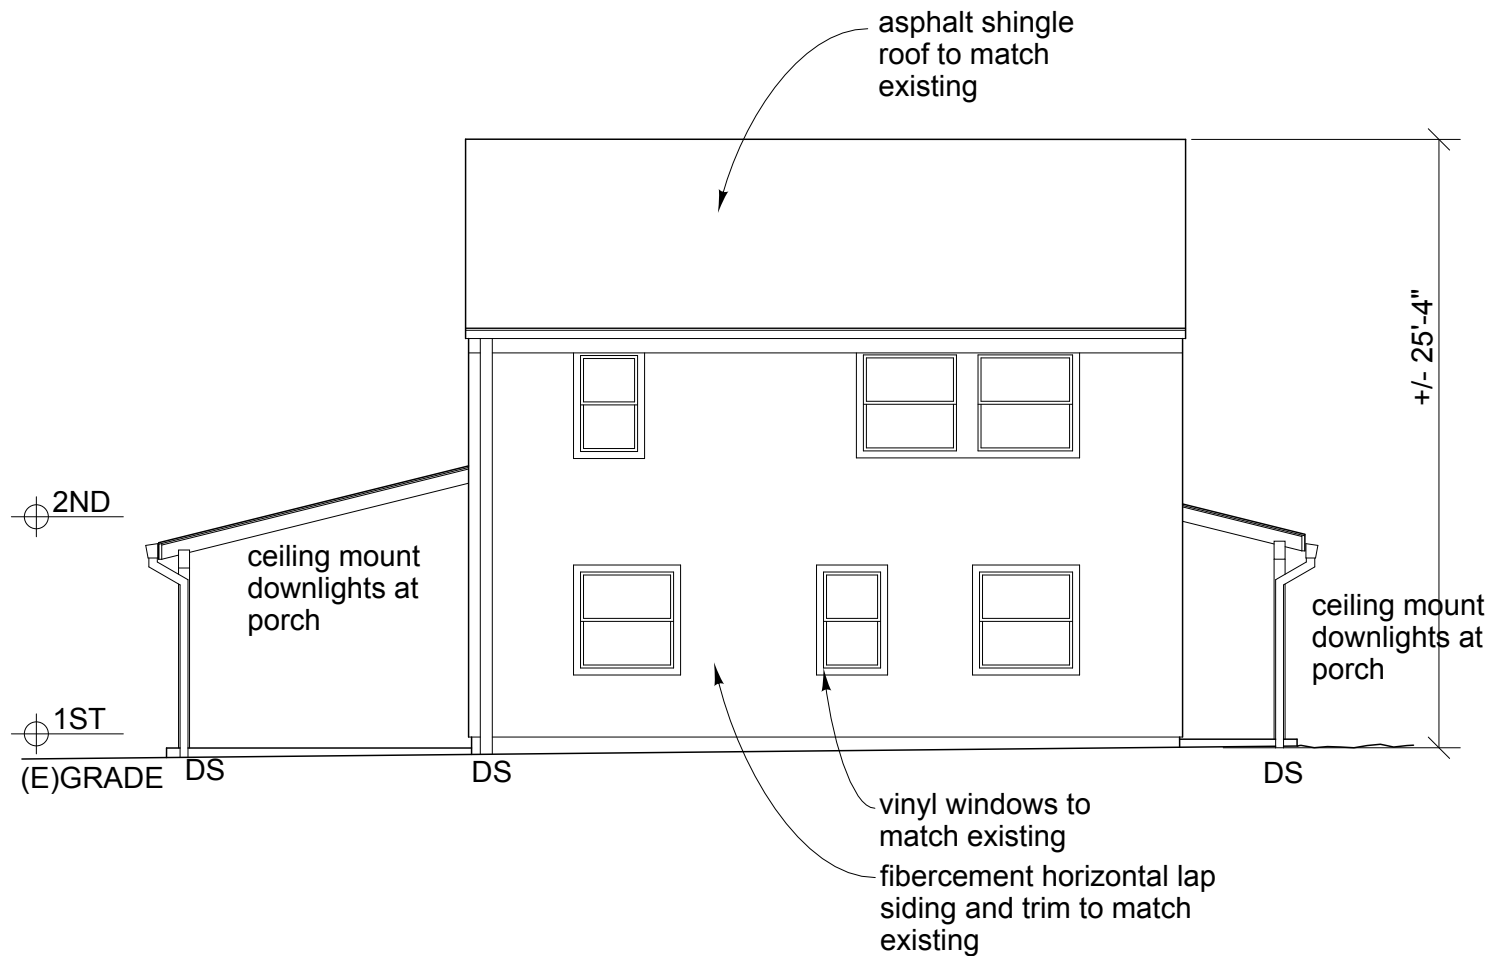 asphalt shingle
roof to match
existing
+/- 25'-4"
2ND
ceiling mount
downlights at
porch
ceiling mount
downlights at
porch
1ST
(E)GRADE
DS
DS
DS
vinyl windows to
match existing
fibercement horizontal lap
siding and trim to match
existing